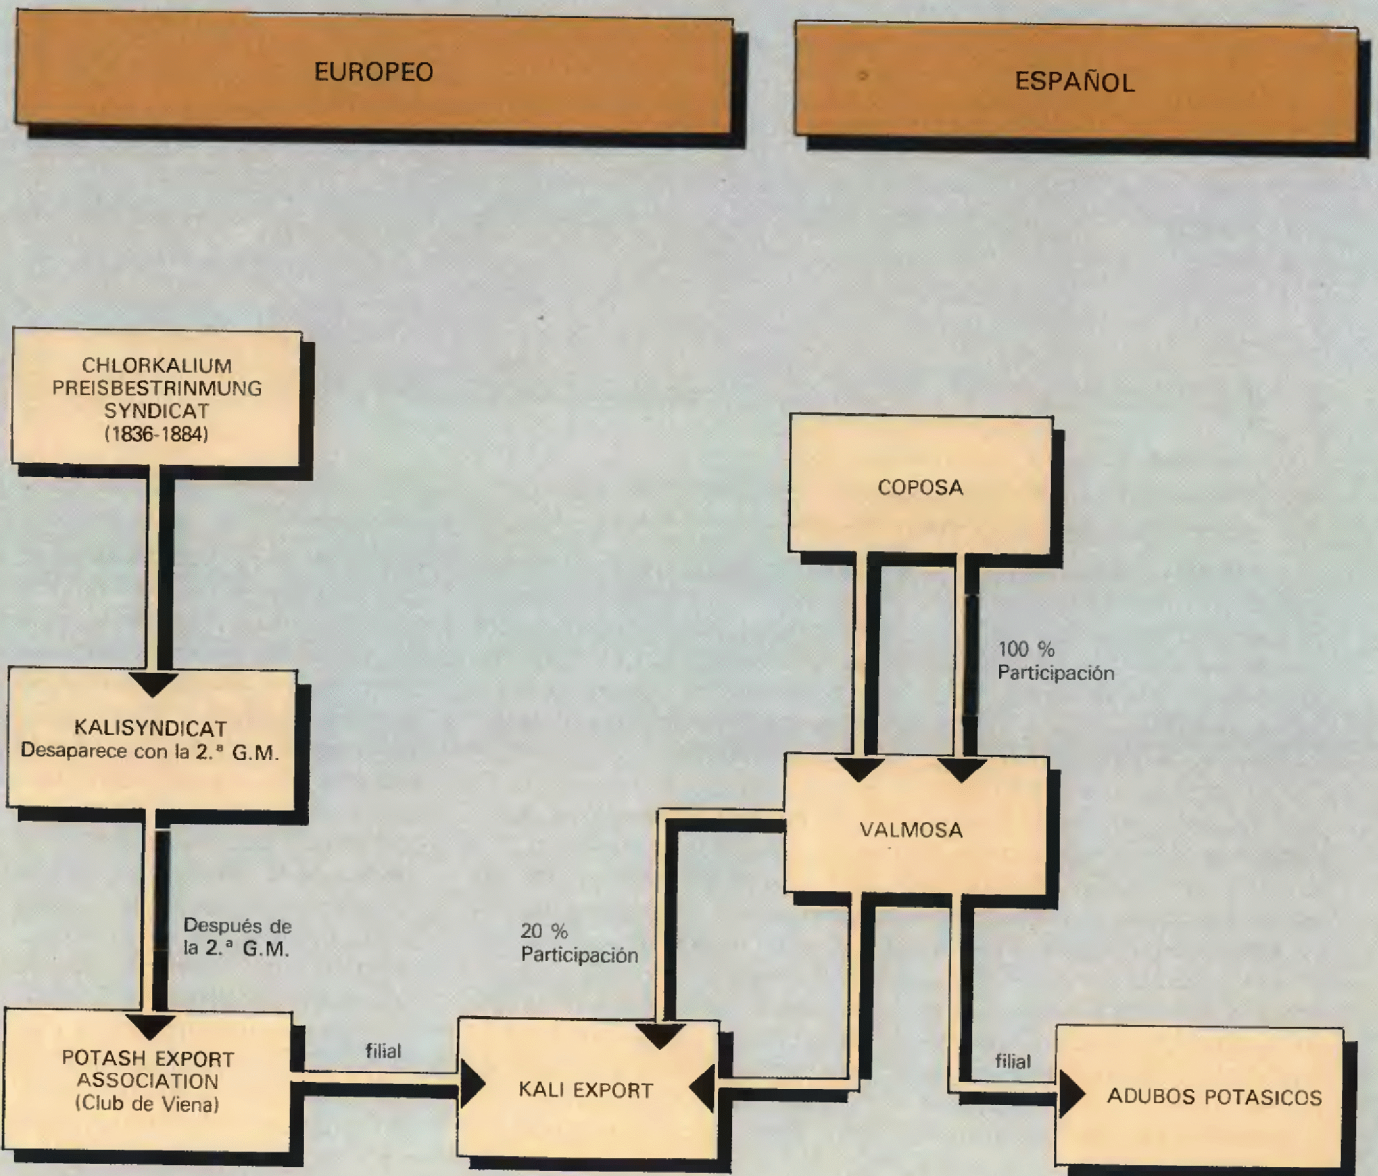 EUROPEO
ESPAÑOL
CHLORKALIUM
PREISBESTRINMUNG
SYNDICAT
(1836-1884)
COPOSA
100 %
Participación
KALISYNDICAT
Desaparece con la 2.ª G.M.
VALMOSA
Después de
la 2.ª G.M.
20 %
Participación
POTASH EXPORT
ASSOCIATION
(Club de Viena)
filial
KALI EXPORT
filial
ADUBOS POTASICOS